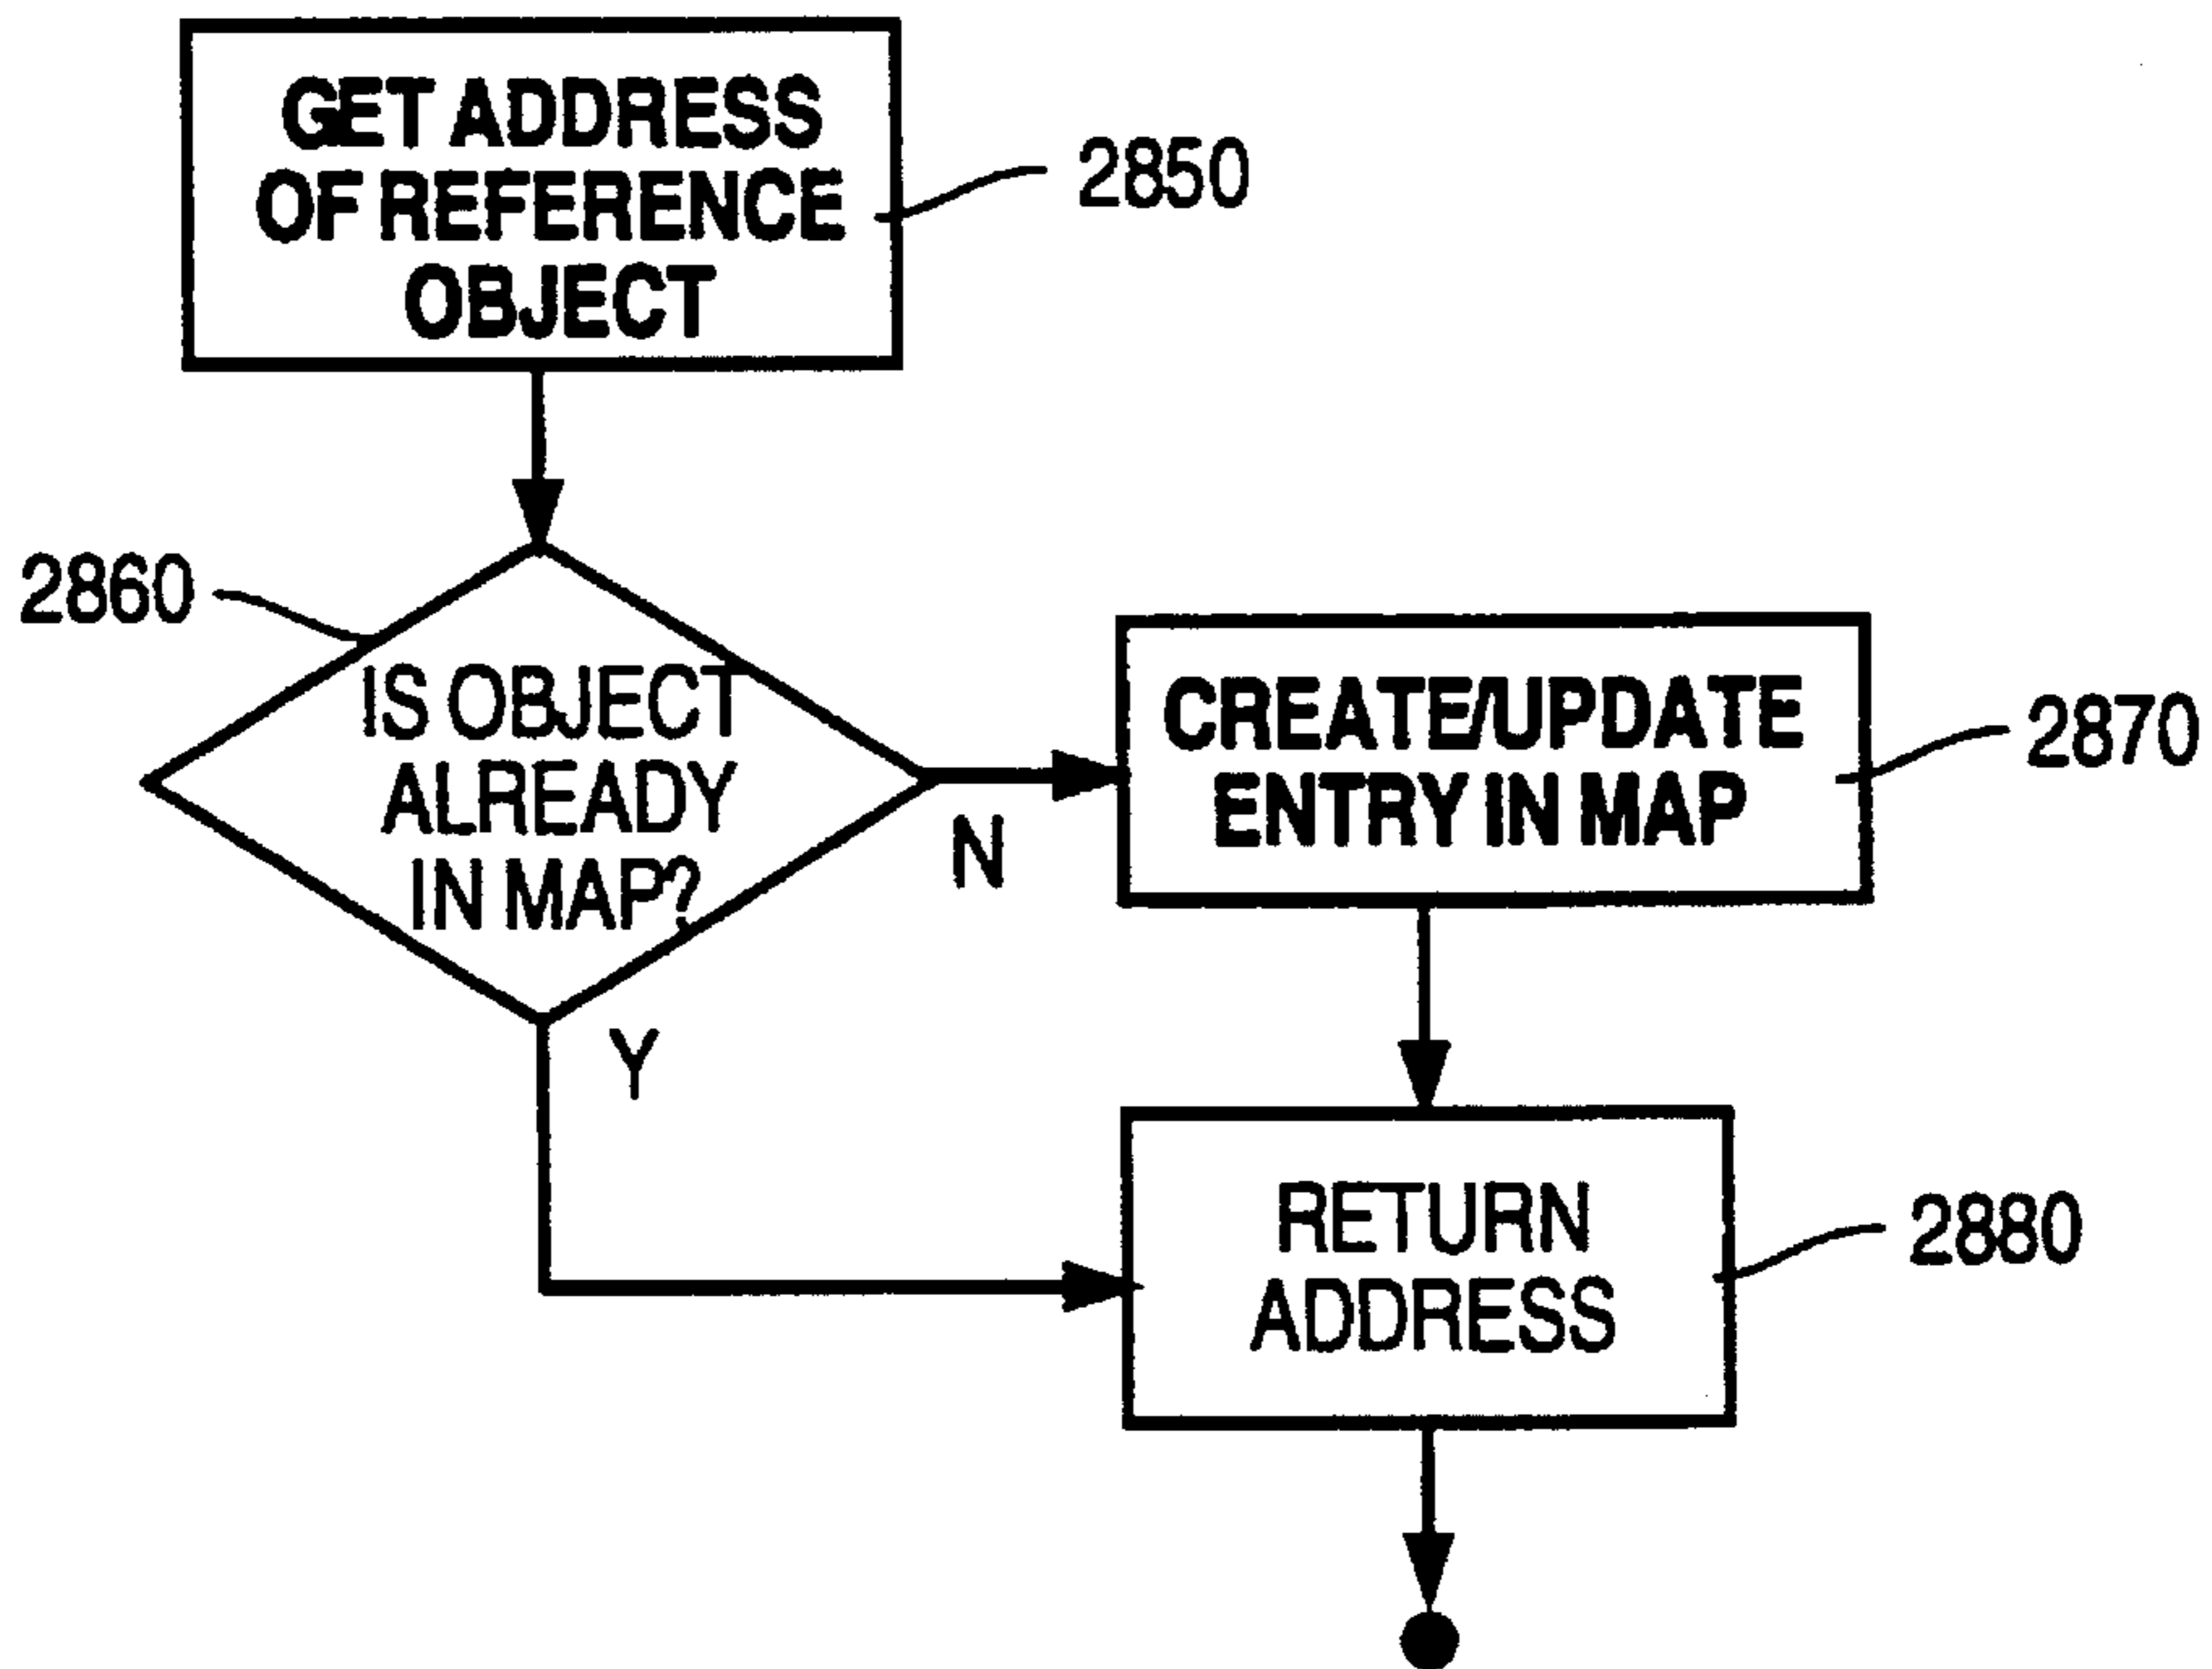 GET ADDRESS
OF REFERENCE
OBJECT
2850
2860
IS OBJECT
ALREADY
IN MAP?
N
Y
CREATE/UPDATE
ENTRY IN MAP
2870
RETURN
ADDRESS
2880